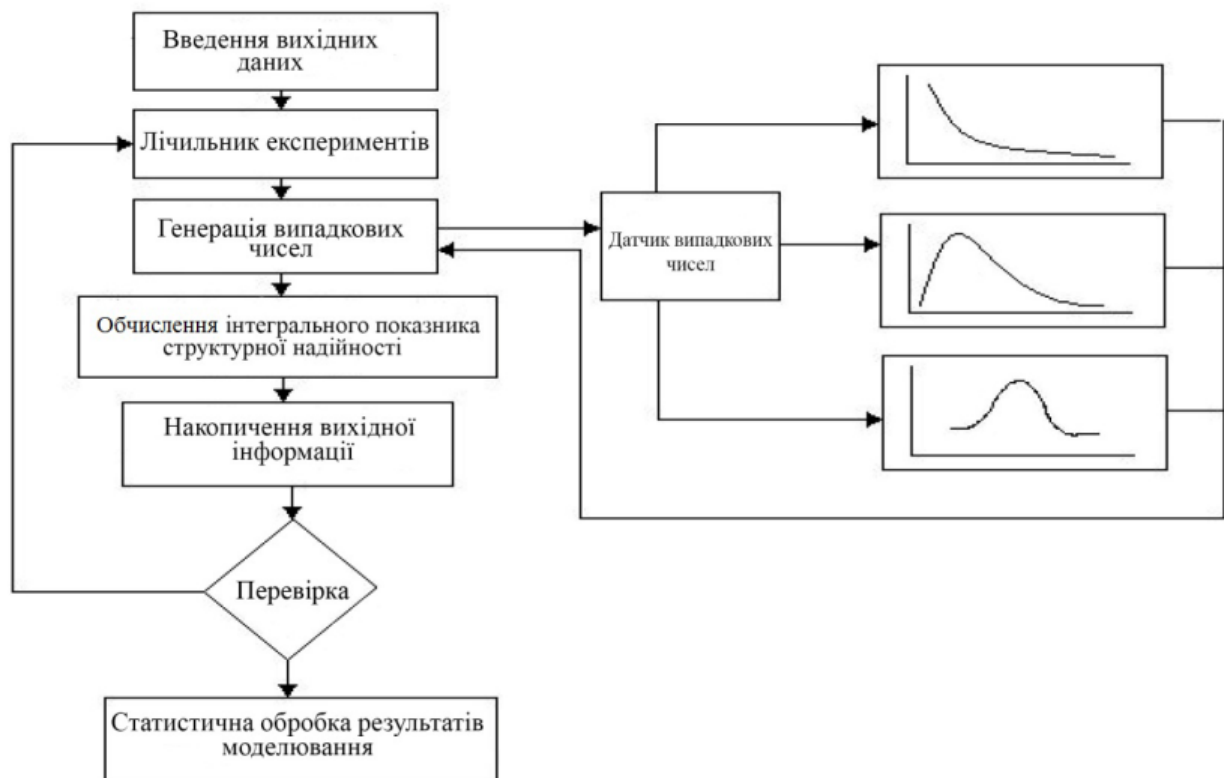 Введення вихідних
даних
Лічильник експериментів
Генерація випадкових
чисел
Датчик випадкових
чисел
Обчислення інтегрального показника
структурної надійності
Накопичення вихідної
інформації
Перевірка
Статистична обробка результатів
моделювання